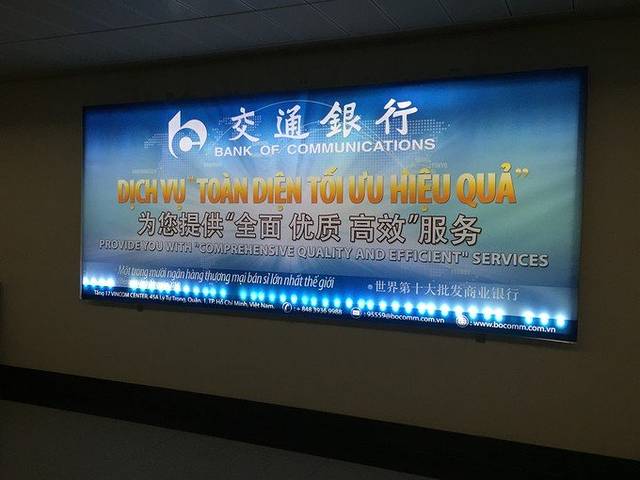 交通銀行
BANK OF COMMUNICATIONS
DỊCH VỤ "TOÀN DIỆN TỐI ƯU HIỆU QUẢ"
为您提供“全面 优质 高效”服务
PROVIDE YOU WITH "COMPREHENSIVE QUALITY AND EFFICIENT" SERVICES
Một trong mười ngân hàng thương mại bán sỉ lớn nhất thế giới
世界第十大批发商业银行
Tầng 17 VINCOM CENTER, 45A Lý Tự Trọng, Quận. 1, TP. Hồ Chí Minh, Việt Nam. : + 848 3936 9988 : 95559@bocomm.com.vn : www.bocomm.com.vn